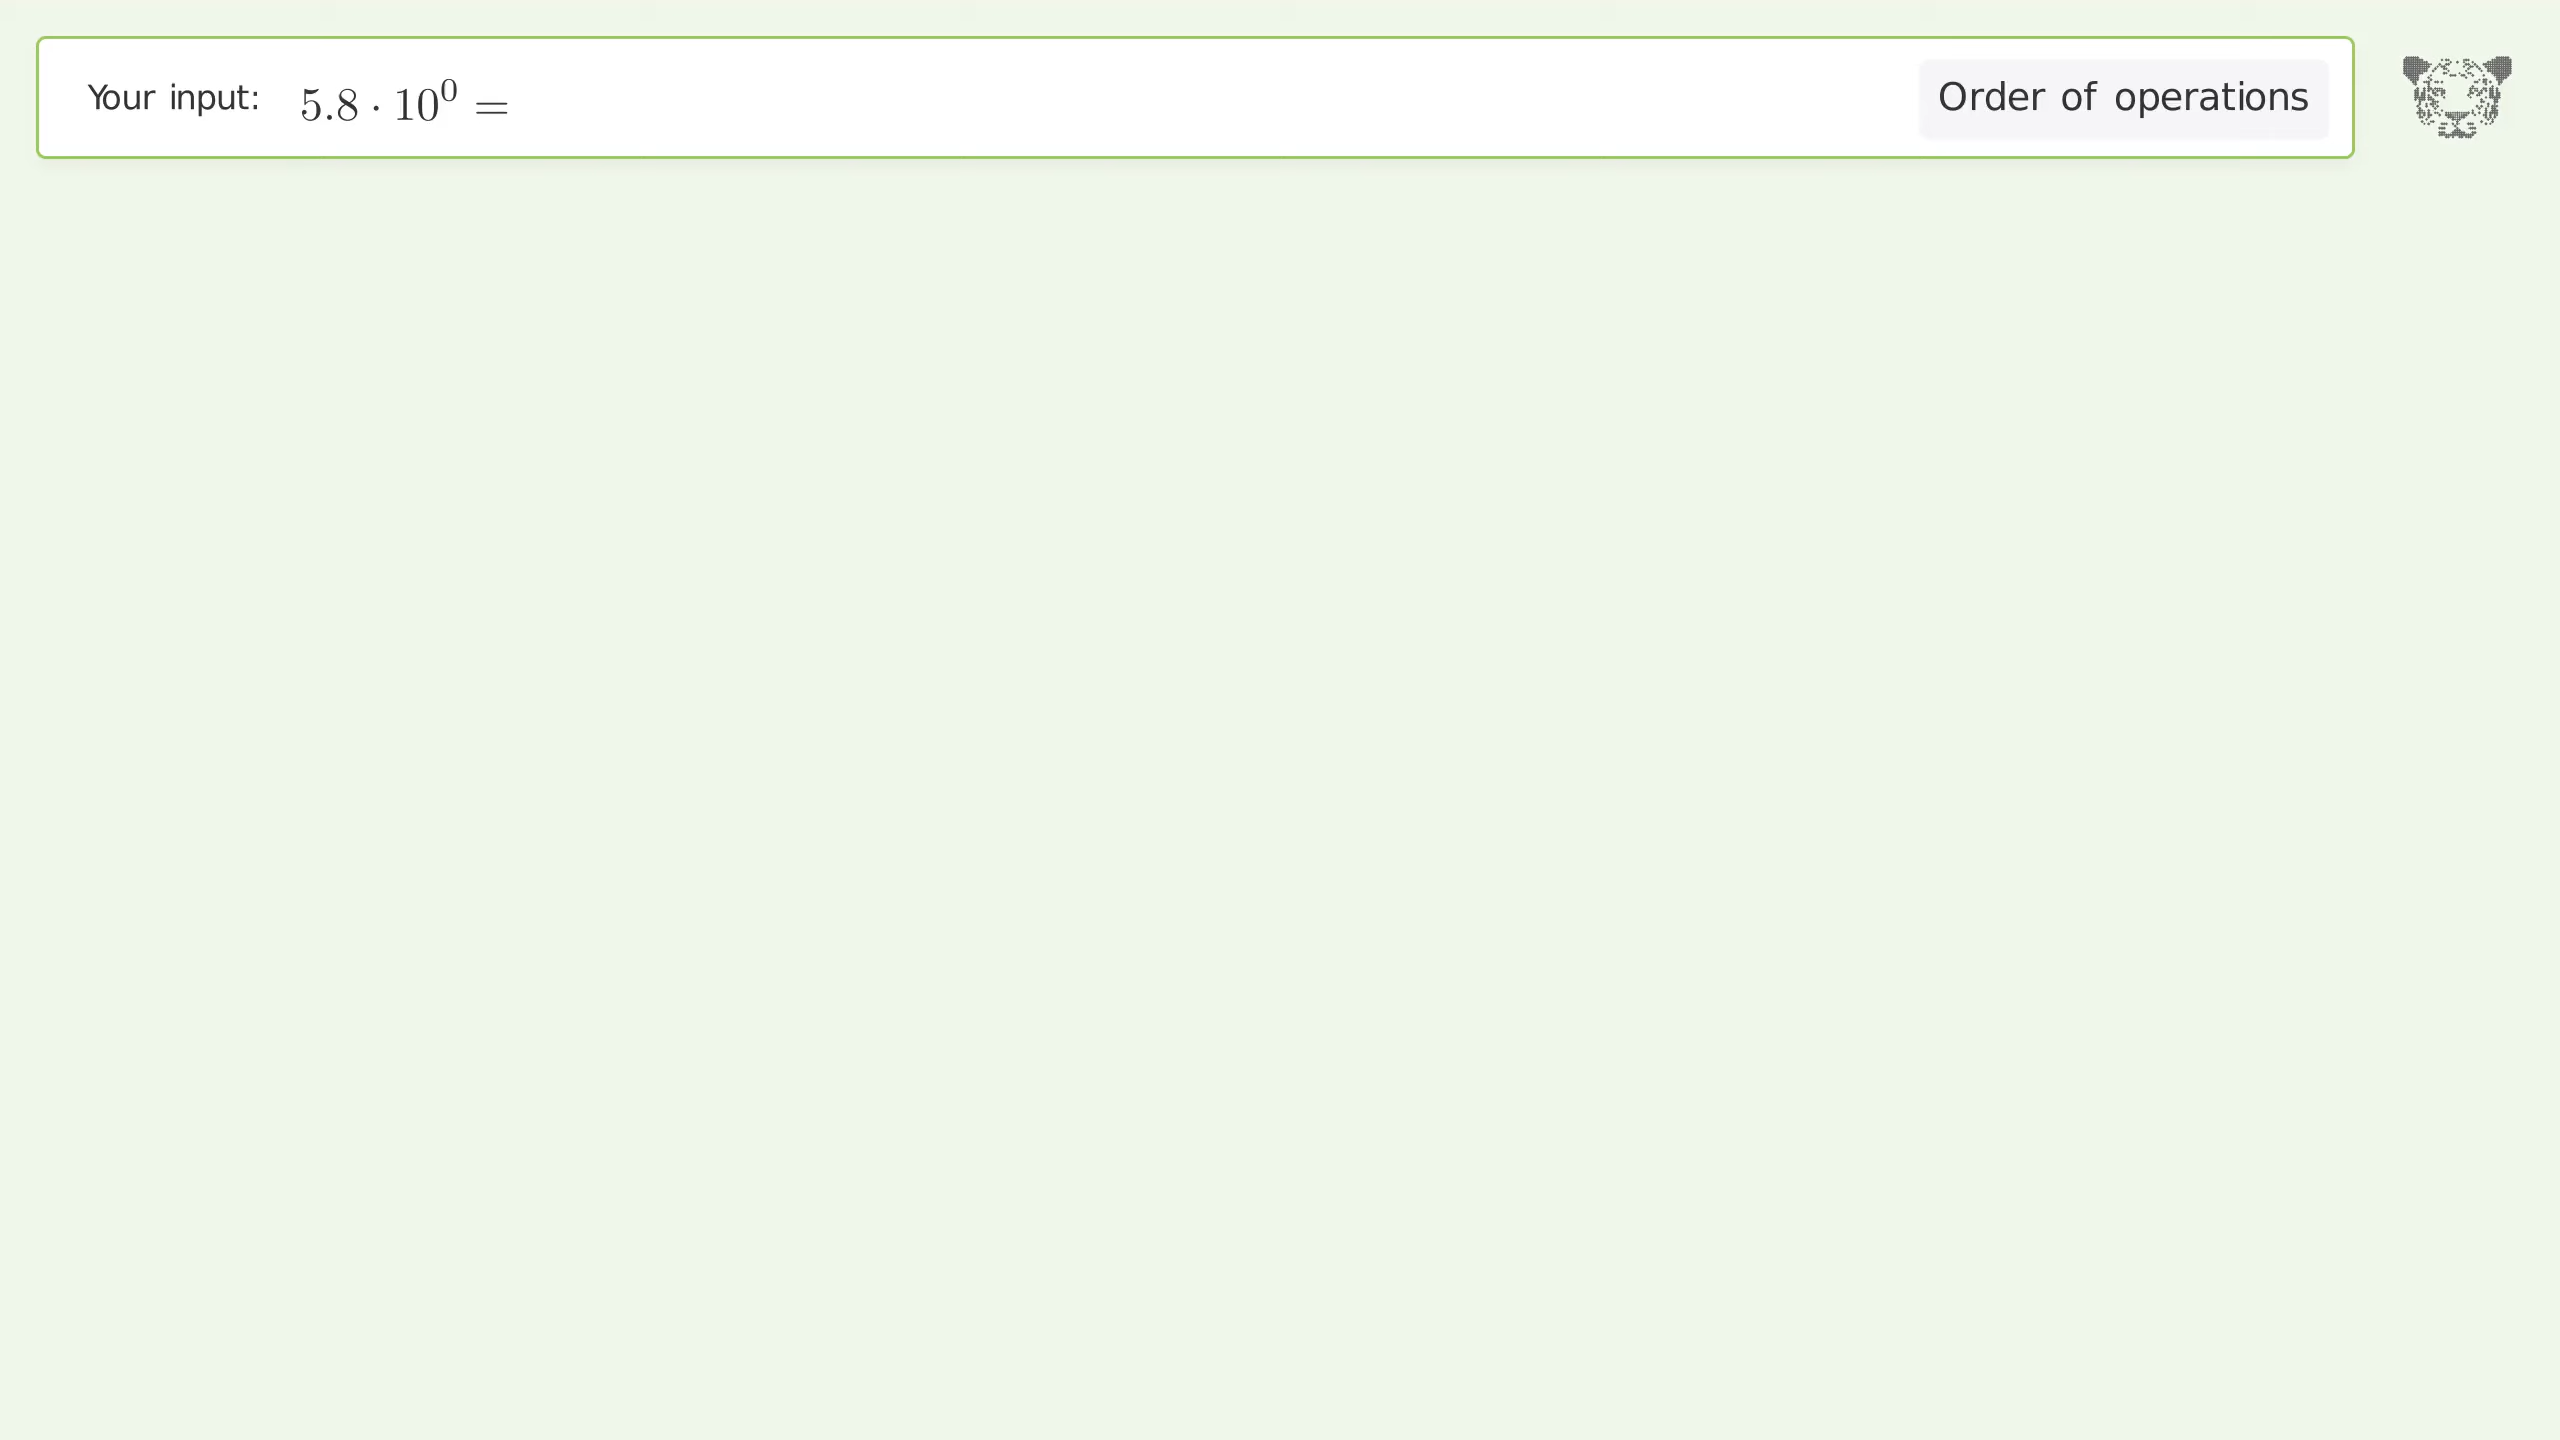 Your input: 5.8 · 10⁰ = Order of operations